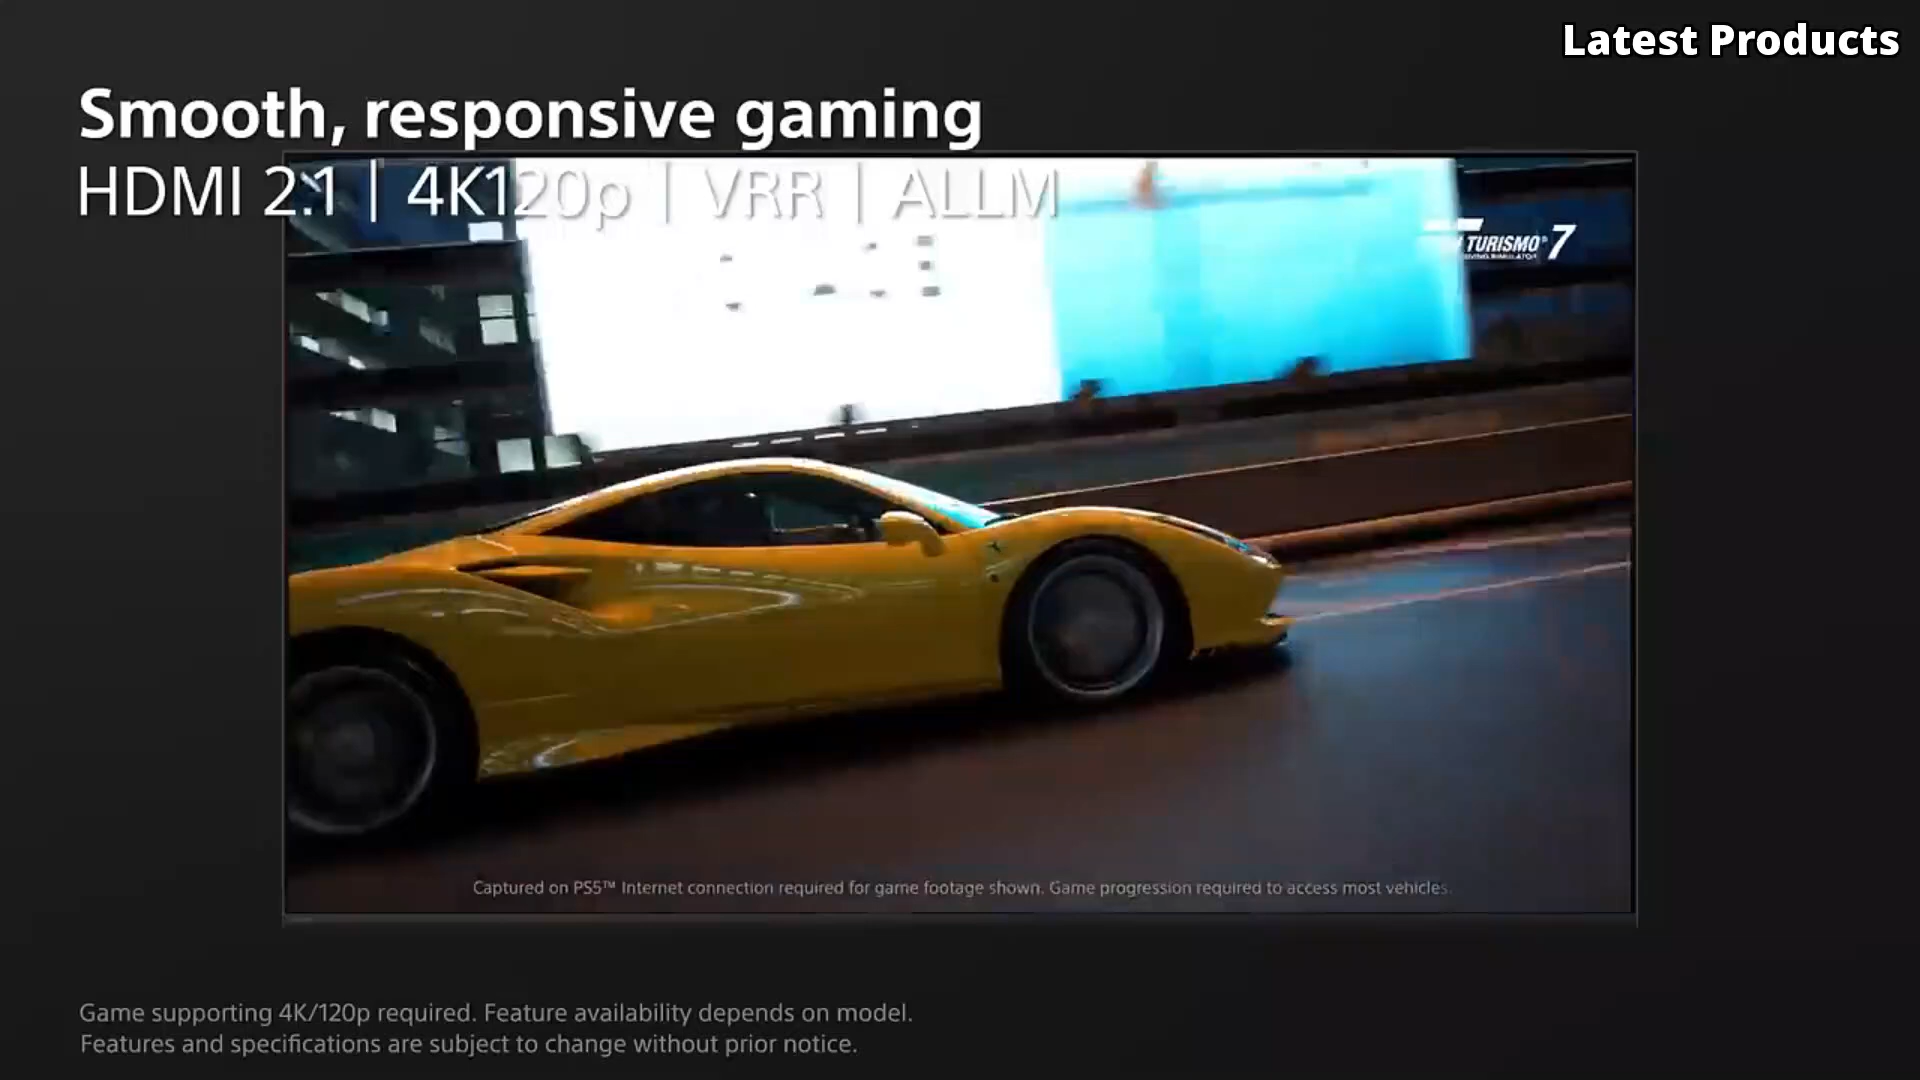 Latest Products
Smooth, responsive gaming
HDMI 2.1 | 4K120p | VRR | ALLM
TURISMO® 7
Captured on PS5™ Internet connection required for game footage shown. Game progression required to access most vehicles.
Game supporting 4K/120p required. Feature availability depends on model.
Features and specifications are subject to change without prior notice.